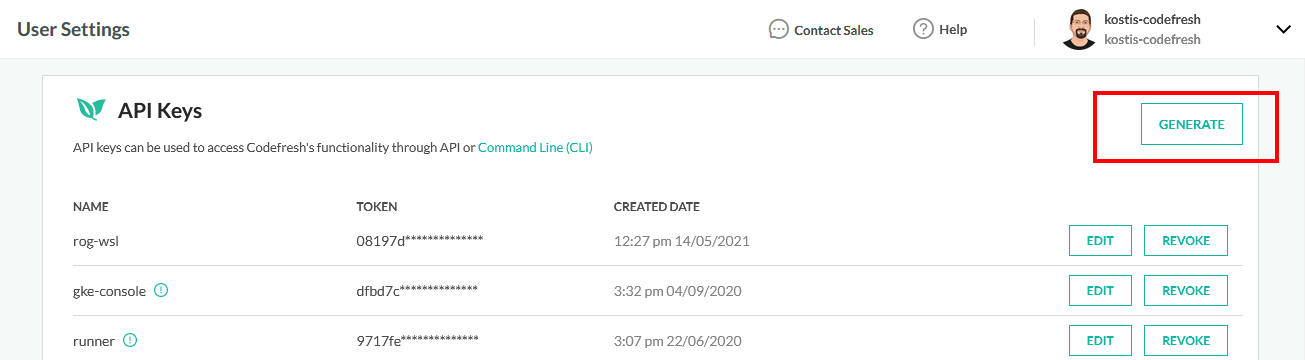 User Settings
Contact Sales
Help
kostis-codefresh
kostis-codefresh
API Keys
GENERATE
API keys can be used to access Codefresh's functionality through API or Command Line (CLI)
NAME TOKEN CREATED DATE
rog-wsl 08197d************** 12:27 pm 14/05/2021 EDIT REVOKE
gke-console dfbd7c************** 3:32 pm 04/09/2020 EDIT REVOKE
runner 9717fe************** 3:07 pm 22/06/2020 EDIT REVOKE